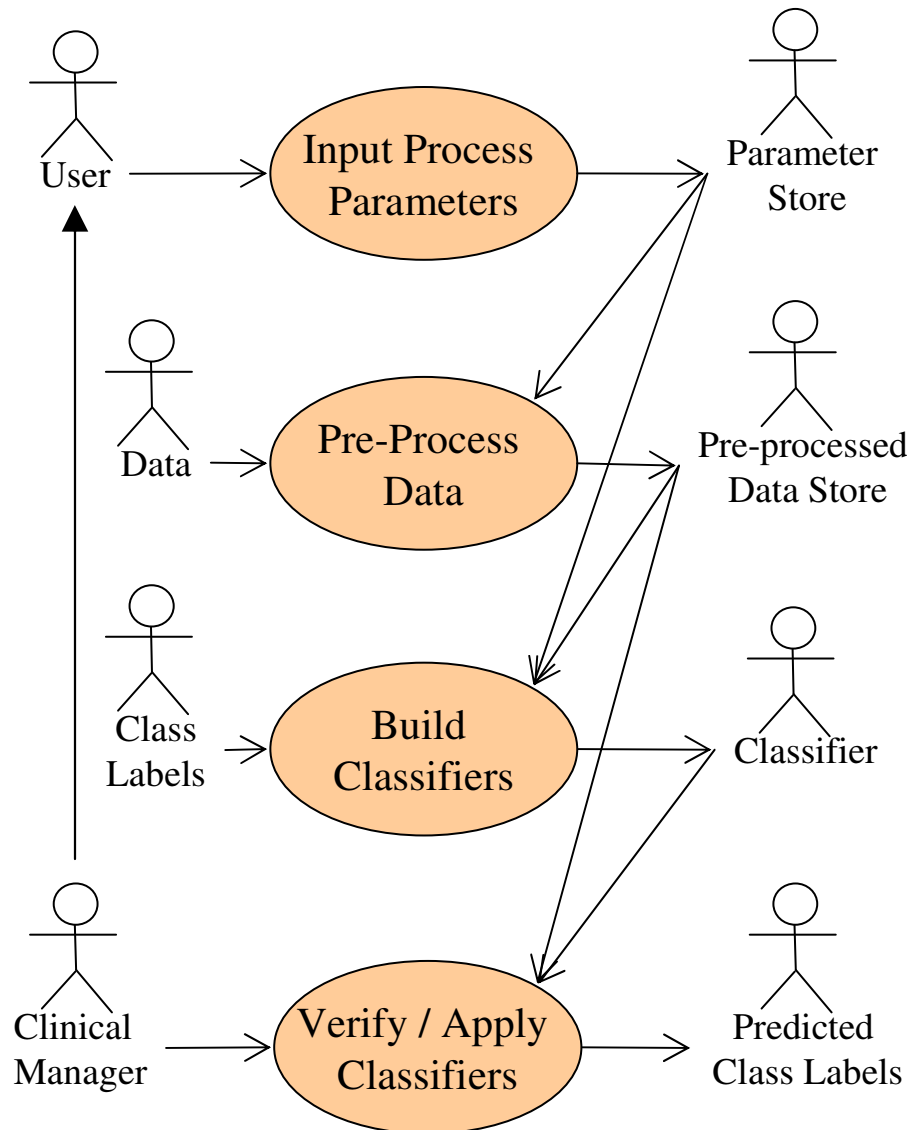 User
Input Process
Parameters
Parameter
Store
Data
Pre-Process
Data
Pre-processed
Data Store
Class
Labels
Build
Classifiers
Classifier
Clinical
Manager
Verify / Apply
Classifiers
Predicted
Class Labels